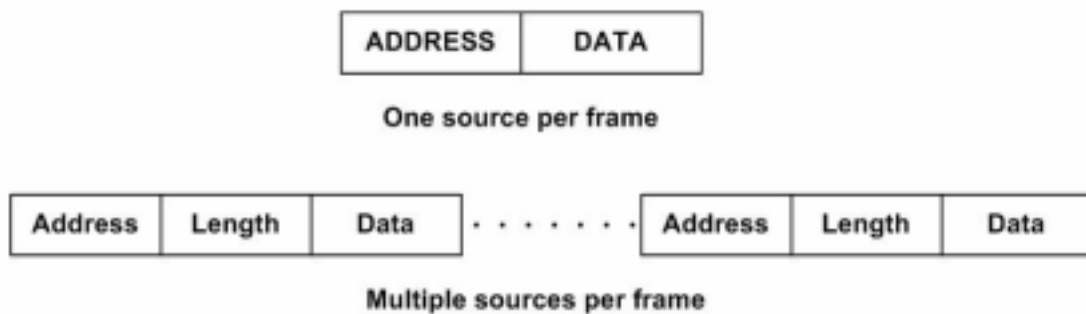 ADDRESS DATA
One source per frame
Address Length Data . . . . . . . Address Length Data
Multiple sources per frame